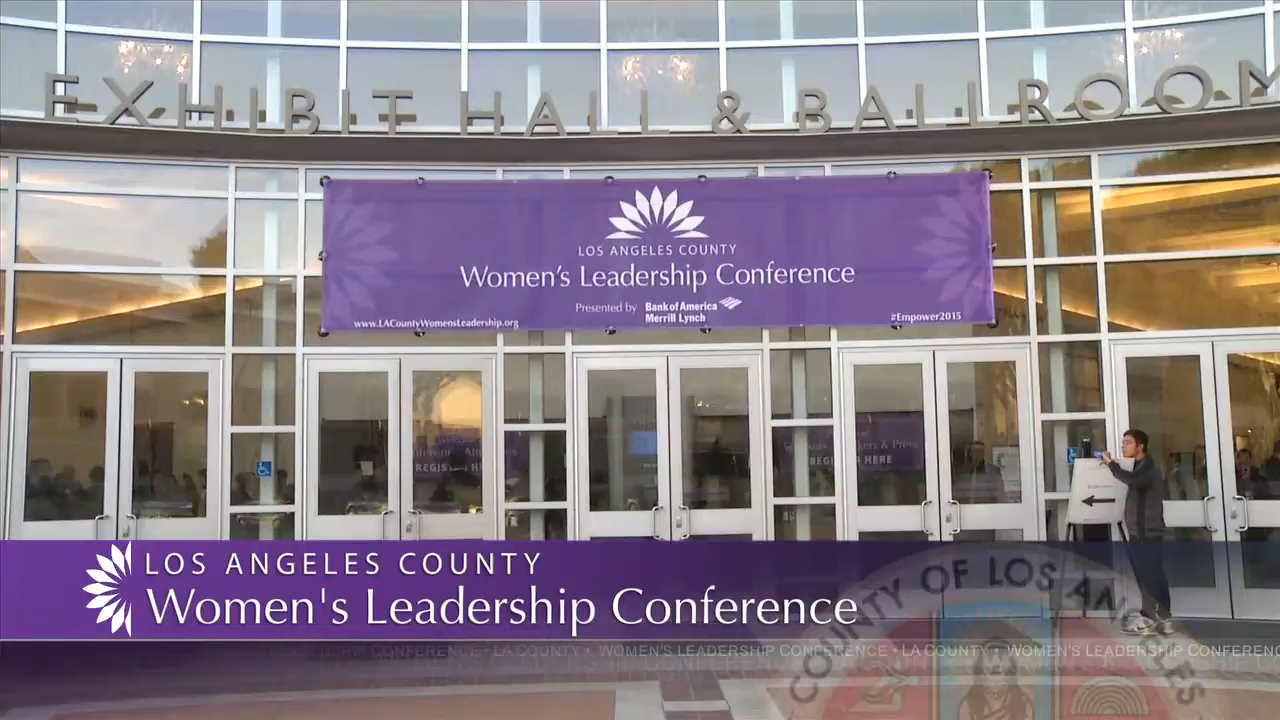 EXHIBIT HALL & BALLROOM
LOS ANGELES COUNTY
Women's Leadership Conference
Presented by Bank of America
Merrill Lynch
www.LACountyWomensLeadership.org
#Empower2015
REGISTER HERE
LOS ANGELES COUNTY
Women's Leadership Conference
CONFERENCE • LA COUNTY • WOMEN'S LEADERSHIP CONFERENCE • LA COUNTY • WOMEN'S LEADERSHIP CONFERENC
COUNTY OF LOS ANGELES